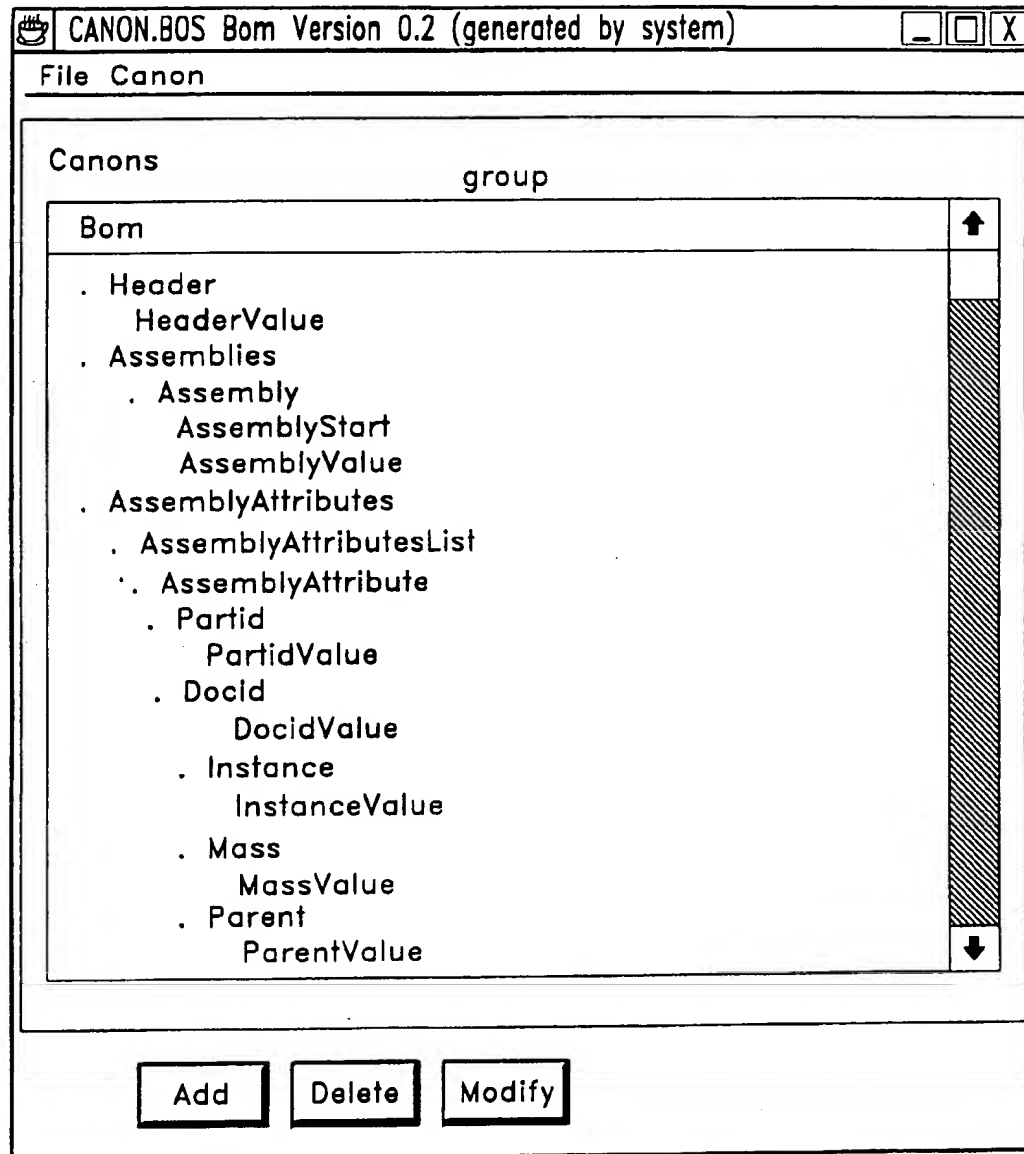 CANON.BOS Bom Version 0.2 (generated by system) X
File Canon
Canons
group
Bom
. Header
HeaderValue
. Assemblies
. Assembly
AssemblyStart
AssemblyValue
. AssemblyAttributes
. AssemblyAttributesList
. AssemblyAttribute
. Partid
PartidValue
. Docid
DocidValue
. Instance
InstanceValue
. Mass
MassValue
. Parent
ParentValue
Add Delete Modify